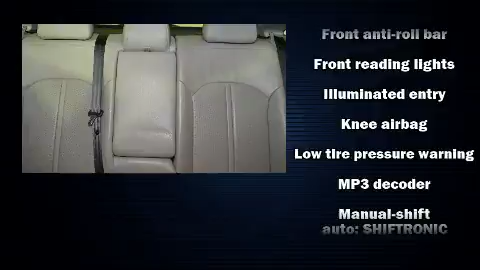 Front anti-roll bar
Front reading lights
Illuminated entry
Knee airbag
Low tire pressure warning
MP3 decoder
Manual-shift
auto: SHIFTRONIC